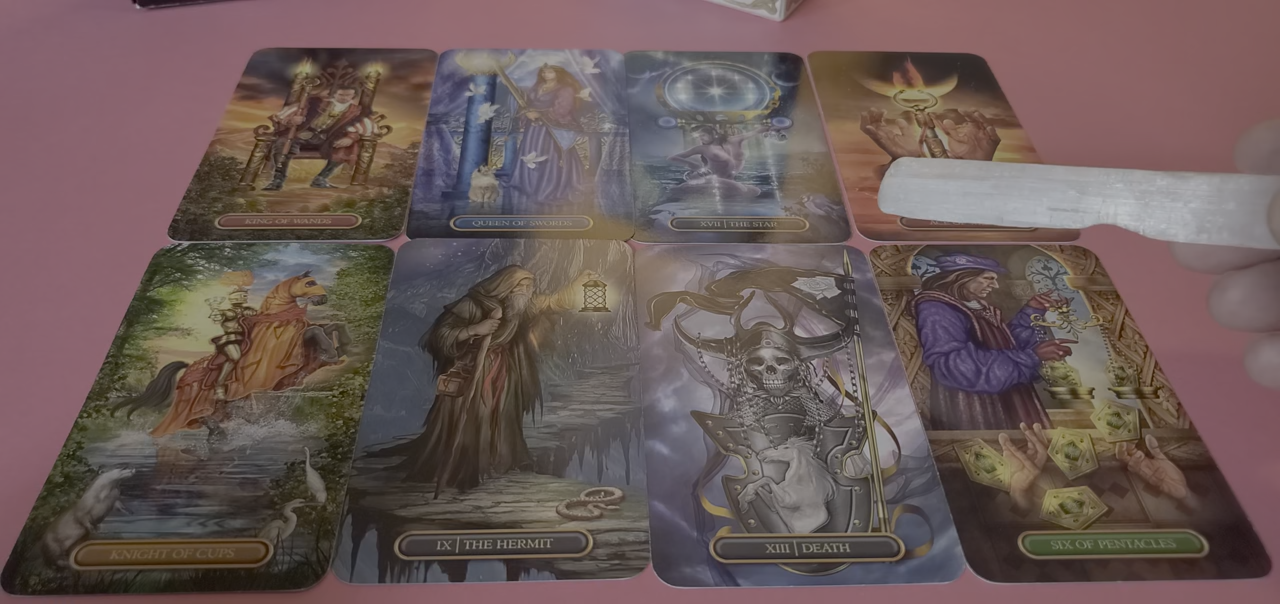 KING OF WANDS
QUEEN OF SWORDS
XVII | THE STAR
KNIGHT OF CUPS
IX | THE HERMIT
XIII | DEATH
SIX OF PENTACLES